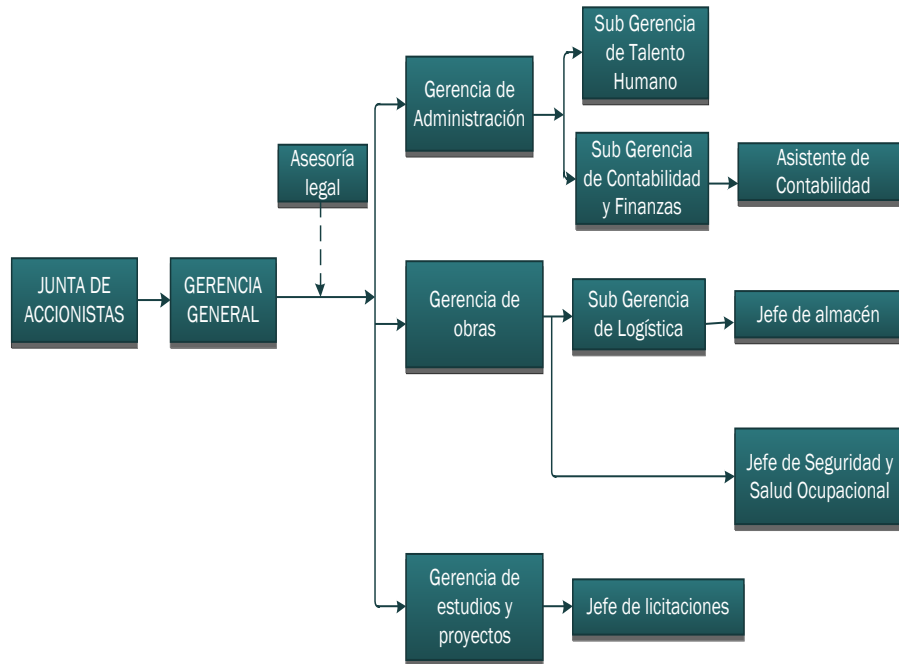 JUNTA DE
ACCIONISTAS
GERENCIA
GENERAL
Asesoría
legal
Gerencia de
Administración
Sub Gerencia
de Talento
Humano
Sub Gerencia
de Contabilidad
y Finanzas
Asistente de
Contabilidad
Gerencia de
obras
Sub Gerencia
de Logística
Jefe de almacén
Jefe de Seguridad y
Salud Ocupacional
Gerencia de
estudios y
proyectos
Jefe de licitaciones